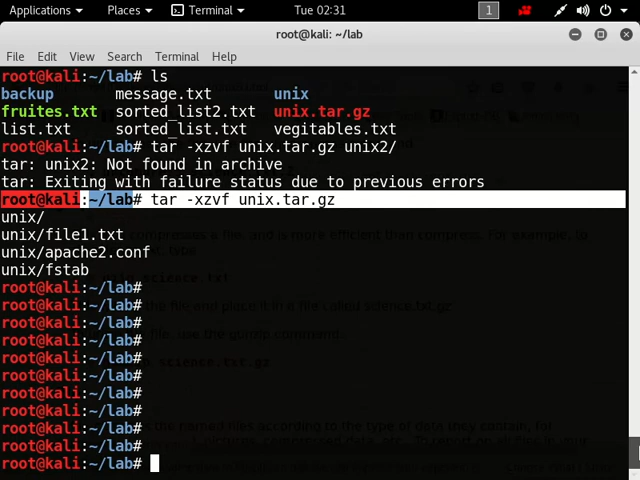 Applications Places Terminal Tue 02:31 1
root@kali: ~/lab
File Edit View Search Terminal Help
root@kali:~/lab# ls
backup message.txt unix
fruites.txt sorted_list2.txt unix.tar.gz
list.txt sorted_list.txt vegitables.txt
root@kali:~/lab# tar -xzvf unix.tar.gz unix2/
tar: unix2: Not found in archive
tar: Exiting with failure status due to previous errors
root@kali:~/lab# tar -xzvf unix.tar.gz
unix/
unix/file1.txt
unix/apache2.conf
unix/fstab
root@kali:~/lab#
root@kali:~/lab#
root@kali:~/lab#
root@kali:~/lab#
root@kali:~/lab#
root@kali:~/lab#
root@kali:~/lab#
root@kali:~/lab#
root@kali:~/lab#
root@kali:~/lab#
root@kali:~/lab#